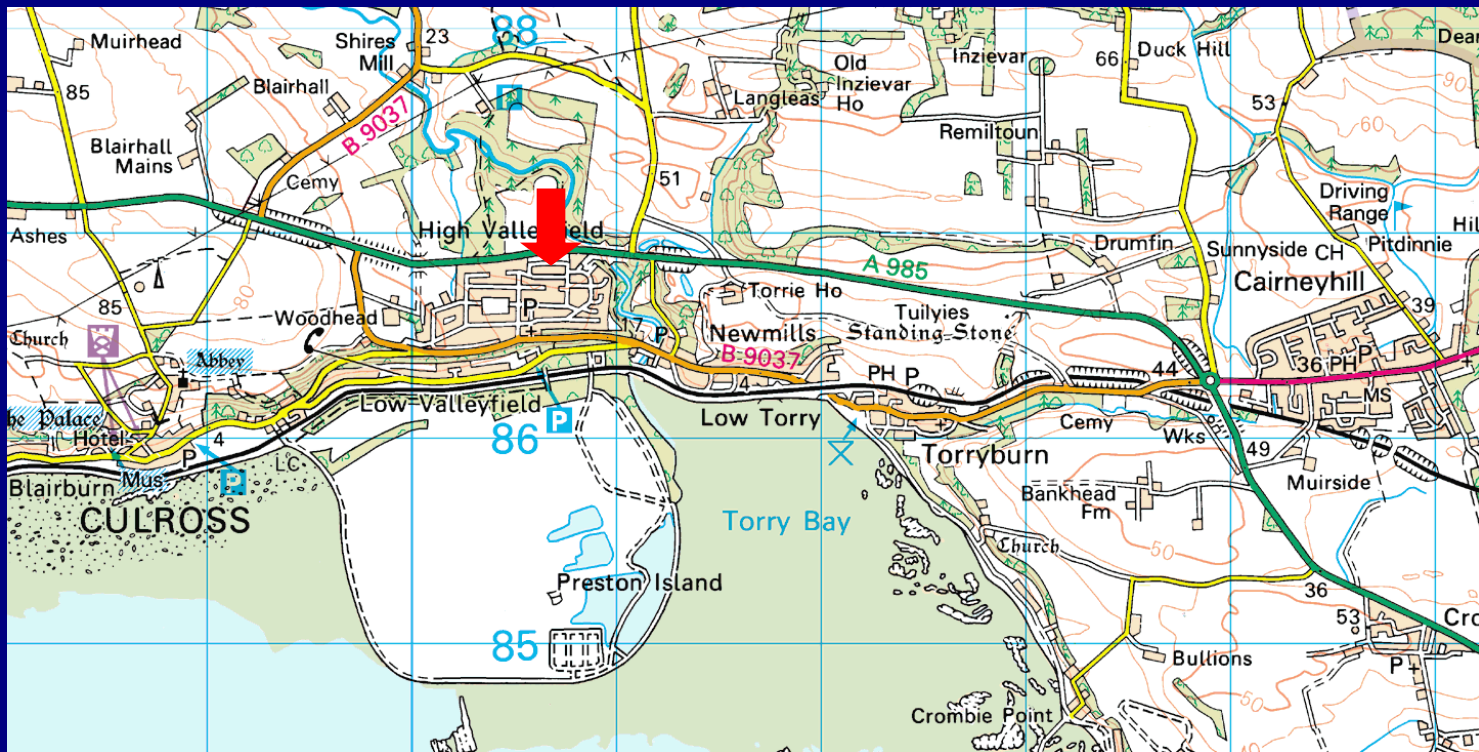 Muirhead
Shires
Mill
23
88
Duck Hill
66
Inzievar
Old
Inzievar
Ho
Langleas
53
90
85
Blairhall
B 9037
Remiltoun
60
Blairhall
Mains
Cemy
51
Driving
Range
Ashes
High Valleyfield
Drumfin
Sunnyside CH
Pitdinnie
A 985
Cairneyhill
85
80
Torrie Ho
39
Woodhead
P
Tuilyies
Standing Stone
Church
17
P
Newmills
B 9037
44
36 PH
P
Abbey
4
PH P
MS
Palace
Low Valleyfield
Low Torry
Cemy
Wks
Hotel
4
P
86
P
49
LC
Torryburn
Blairburn
Mus
P
Muirside
CULROSS
Bankhead
Fm
Torry Bay
50
50
Church
Preston Island
36
53
85
Bullions
P+
Crombie Point